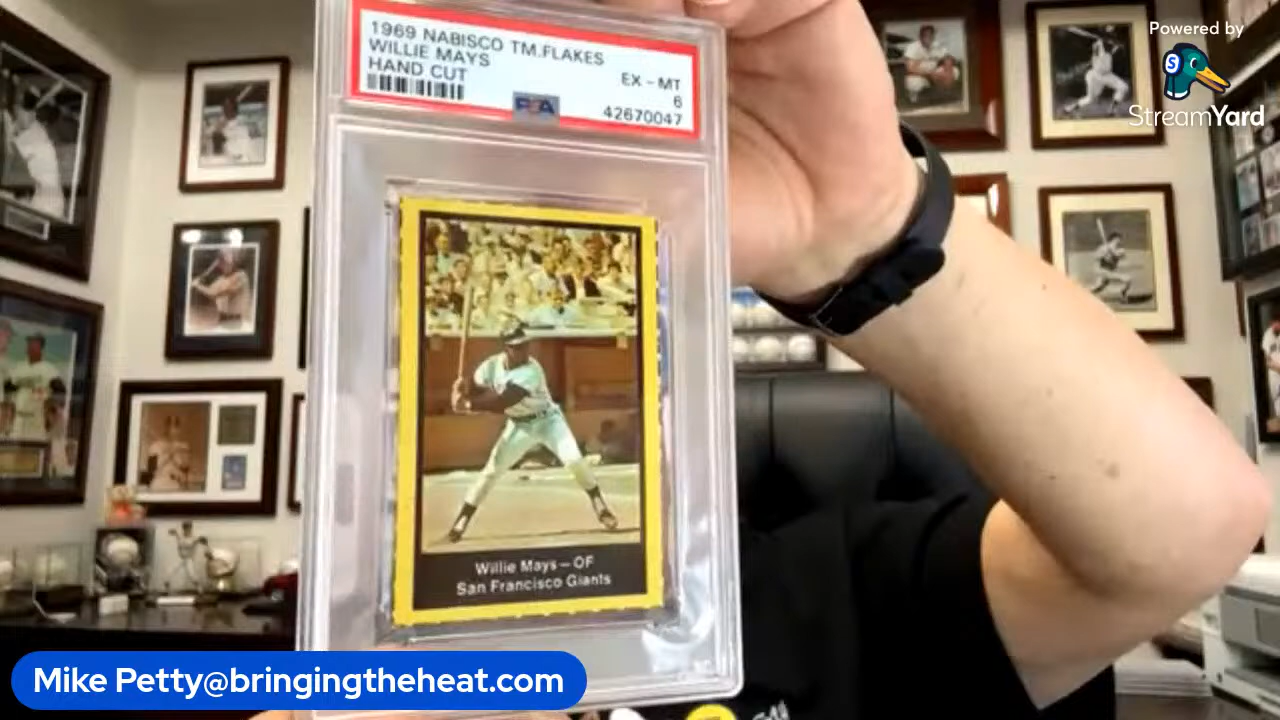 Powered by
StreamYard
1969 NABISCO TM.FLAKES
WILLIE MAYS
HAND CUT
EX - MT
6
PSA
42670047
Willie Mays — OF
San Francisco Giants
Mike Petty@bringingtheheat.com